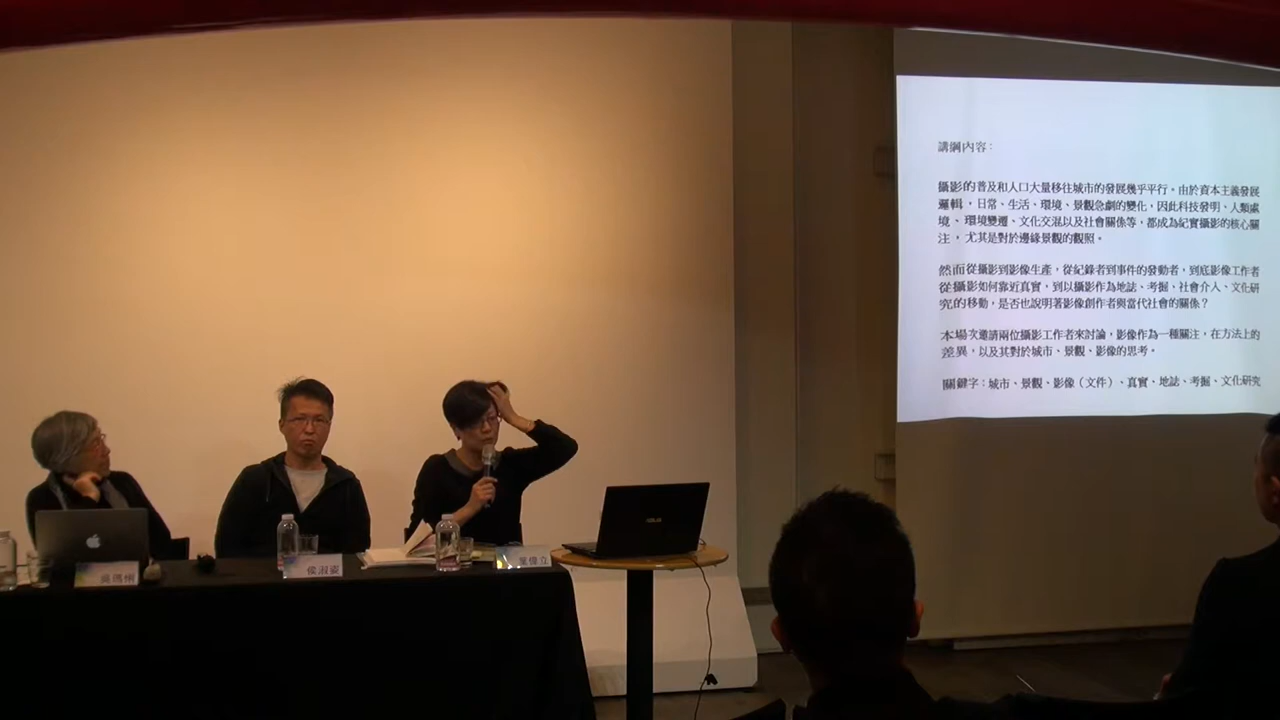 講綱內容：
攝影的普及和人口大量移往城市的發展幾乎平行。由於資本主義發展
邏輯，日常、生活、環境、景觀急劇的變化，因此科技發明、人類處
境、環境變遷、文化交混以及社會關係等，都成為紀實攝影的核心關
注，尤其是對於邊緣景觀的觀照。
然而從攝影到影像生產，從紀錄者到事件的發動者，到底影像工作者
從攝影如何靠近真實，到以攝影作為地誌、考掘、社會介入、文化研
究的移動，是否也說明著影像創作者與當代社會的關係？
本場次邀請兩位攝影工作者來討論，影像作為一種關注，在方法上的
差異，以及其對於城市、景觀、影像的思考。
關鍵字：城市、景觀、影像（文件）、真實、地誌、考掘、文化研究
吳瑪悧
侯淑姿
葉偉立
ASUS